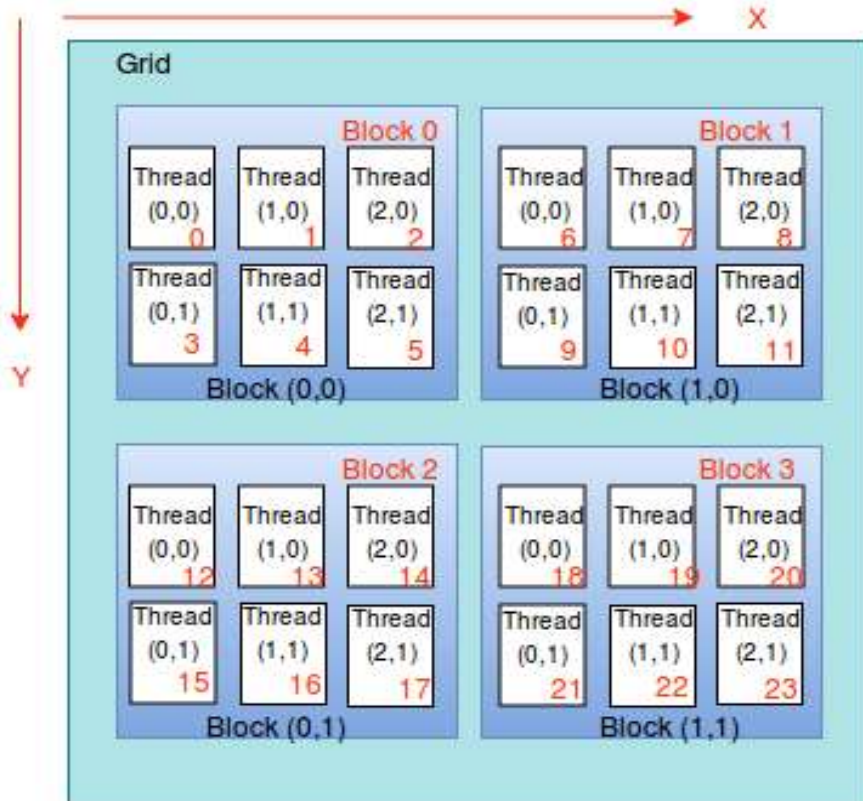 X
Grid
Block 0
Block 1
Thread Thread Thread
(0,0) (1,0) (2,0)
0 1 2
Thread Thread Thread
(0,0) (1,0) (2,0)
6 7 8
Thread Thread Thread
(0,1) (1,1) (2,1)
3 4 5
Thread Thread Thread
(0,1) (1,1) (2,1)
9 10 11
Y
Block (0,0)
Block (1,0)
Block 2
Block 3
Thread Thread Thread
(0,0) (1,0) (2,0)
12 13 14
Thread Thread Thread
(0,0) (1,0) (2,0)
18 19 20
Thread Thread Thread
(0,1) (1,1) (2,1)
15 16 17
Thread Thread Thread
(0,1) (1,1) (2,1)
21 22 23
Block (0,1)
Block (1,1)